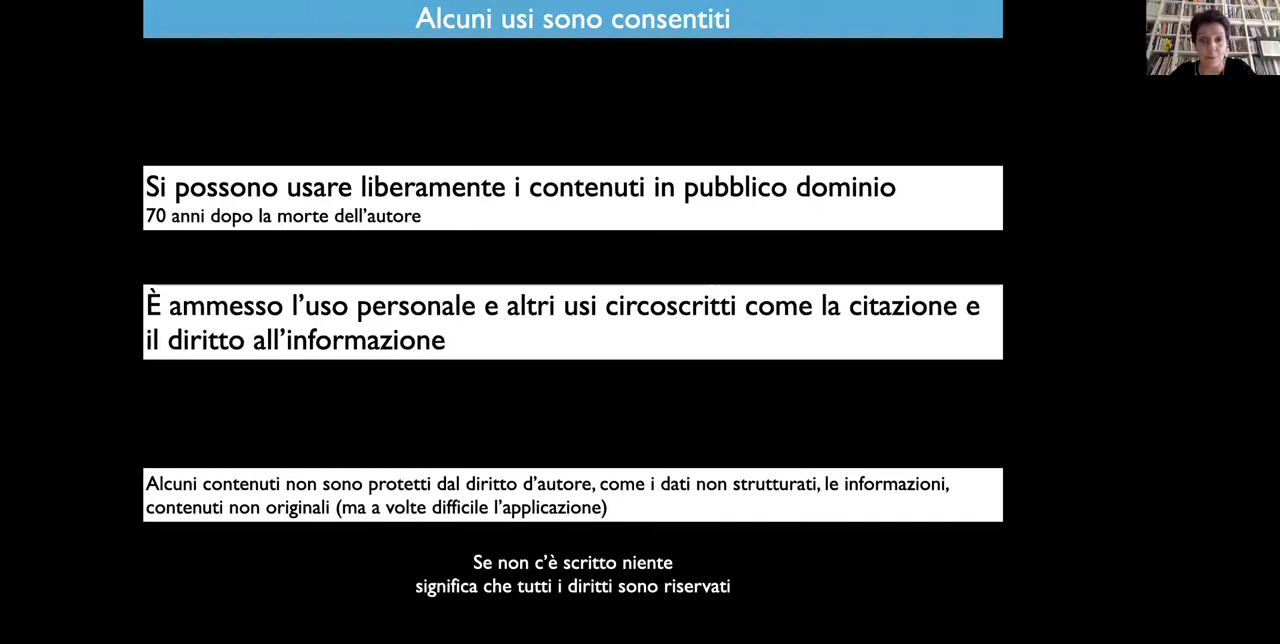 Alcuni usi sono consentiti
Si possono usare liberamente i contenuti in pubblico dominio
70 anni dopo la morte dell'autore
È ammesso l'uso personale e altri usi circoscritti come la citazione e
il diritto all'informazione
Alcuni contenuti non sono protetti dal diritto d'autore, come i dati non strutturati, le informazioni,
contenuti non originali (ma a volte difficile l'applicazione)
Se non c'è scritto niente
significa che tutti i diritti sono riservati